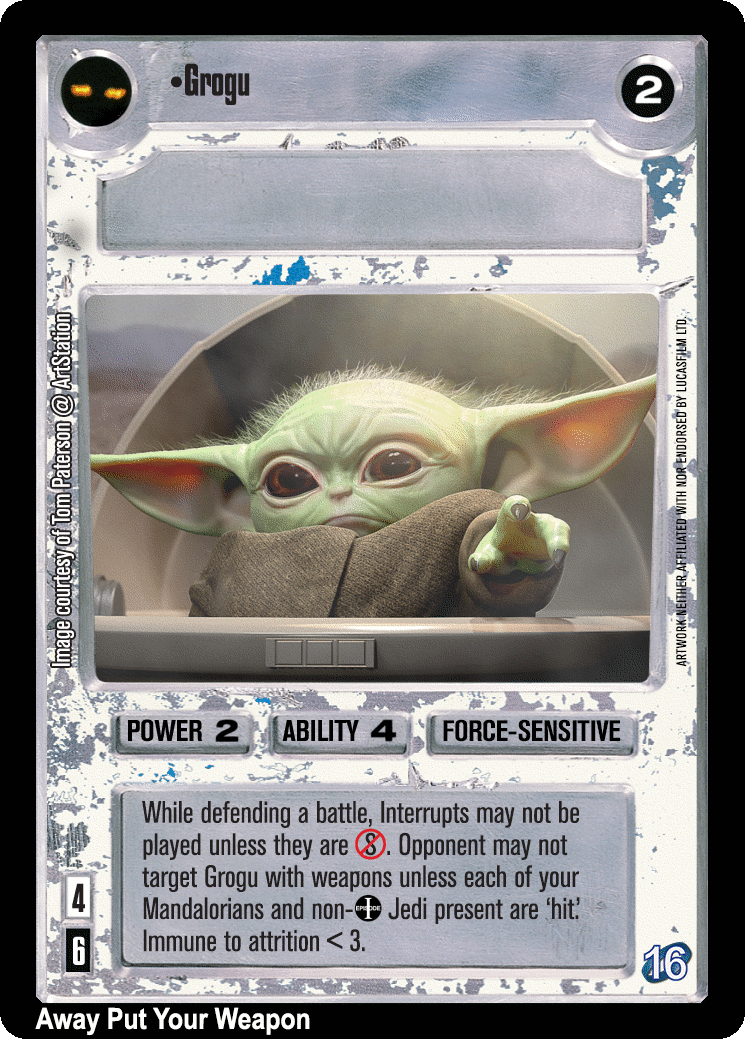 •Grogu
2
Image courtesy of Tom Paterson @ ArtStation
ARTWORK NEITHER AFFILIATED WITH NOR ENDORSED BY LUCASFILM LTD.
POWER 2 ABILITY 4 FORCE-SENSITIVE
While defending a battle, Interrupts may not be
played unless they are 8. Opponent may not
target Grogu with weapons unless each of your
Mandalorians and non-EPISODE I Jedi present are ‘hit.’
Immune to attrition < 3.
4
6
16
Away Put Your Weapon